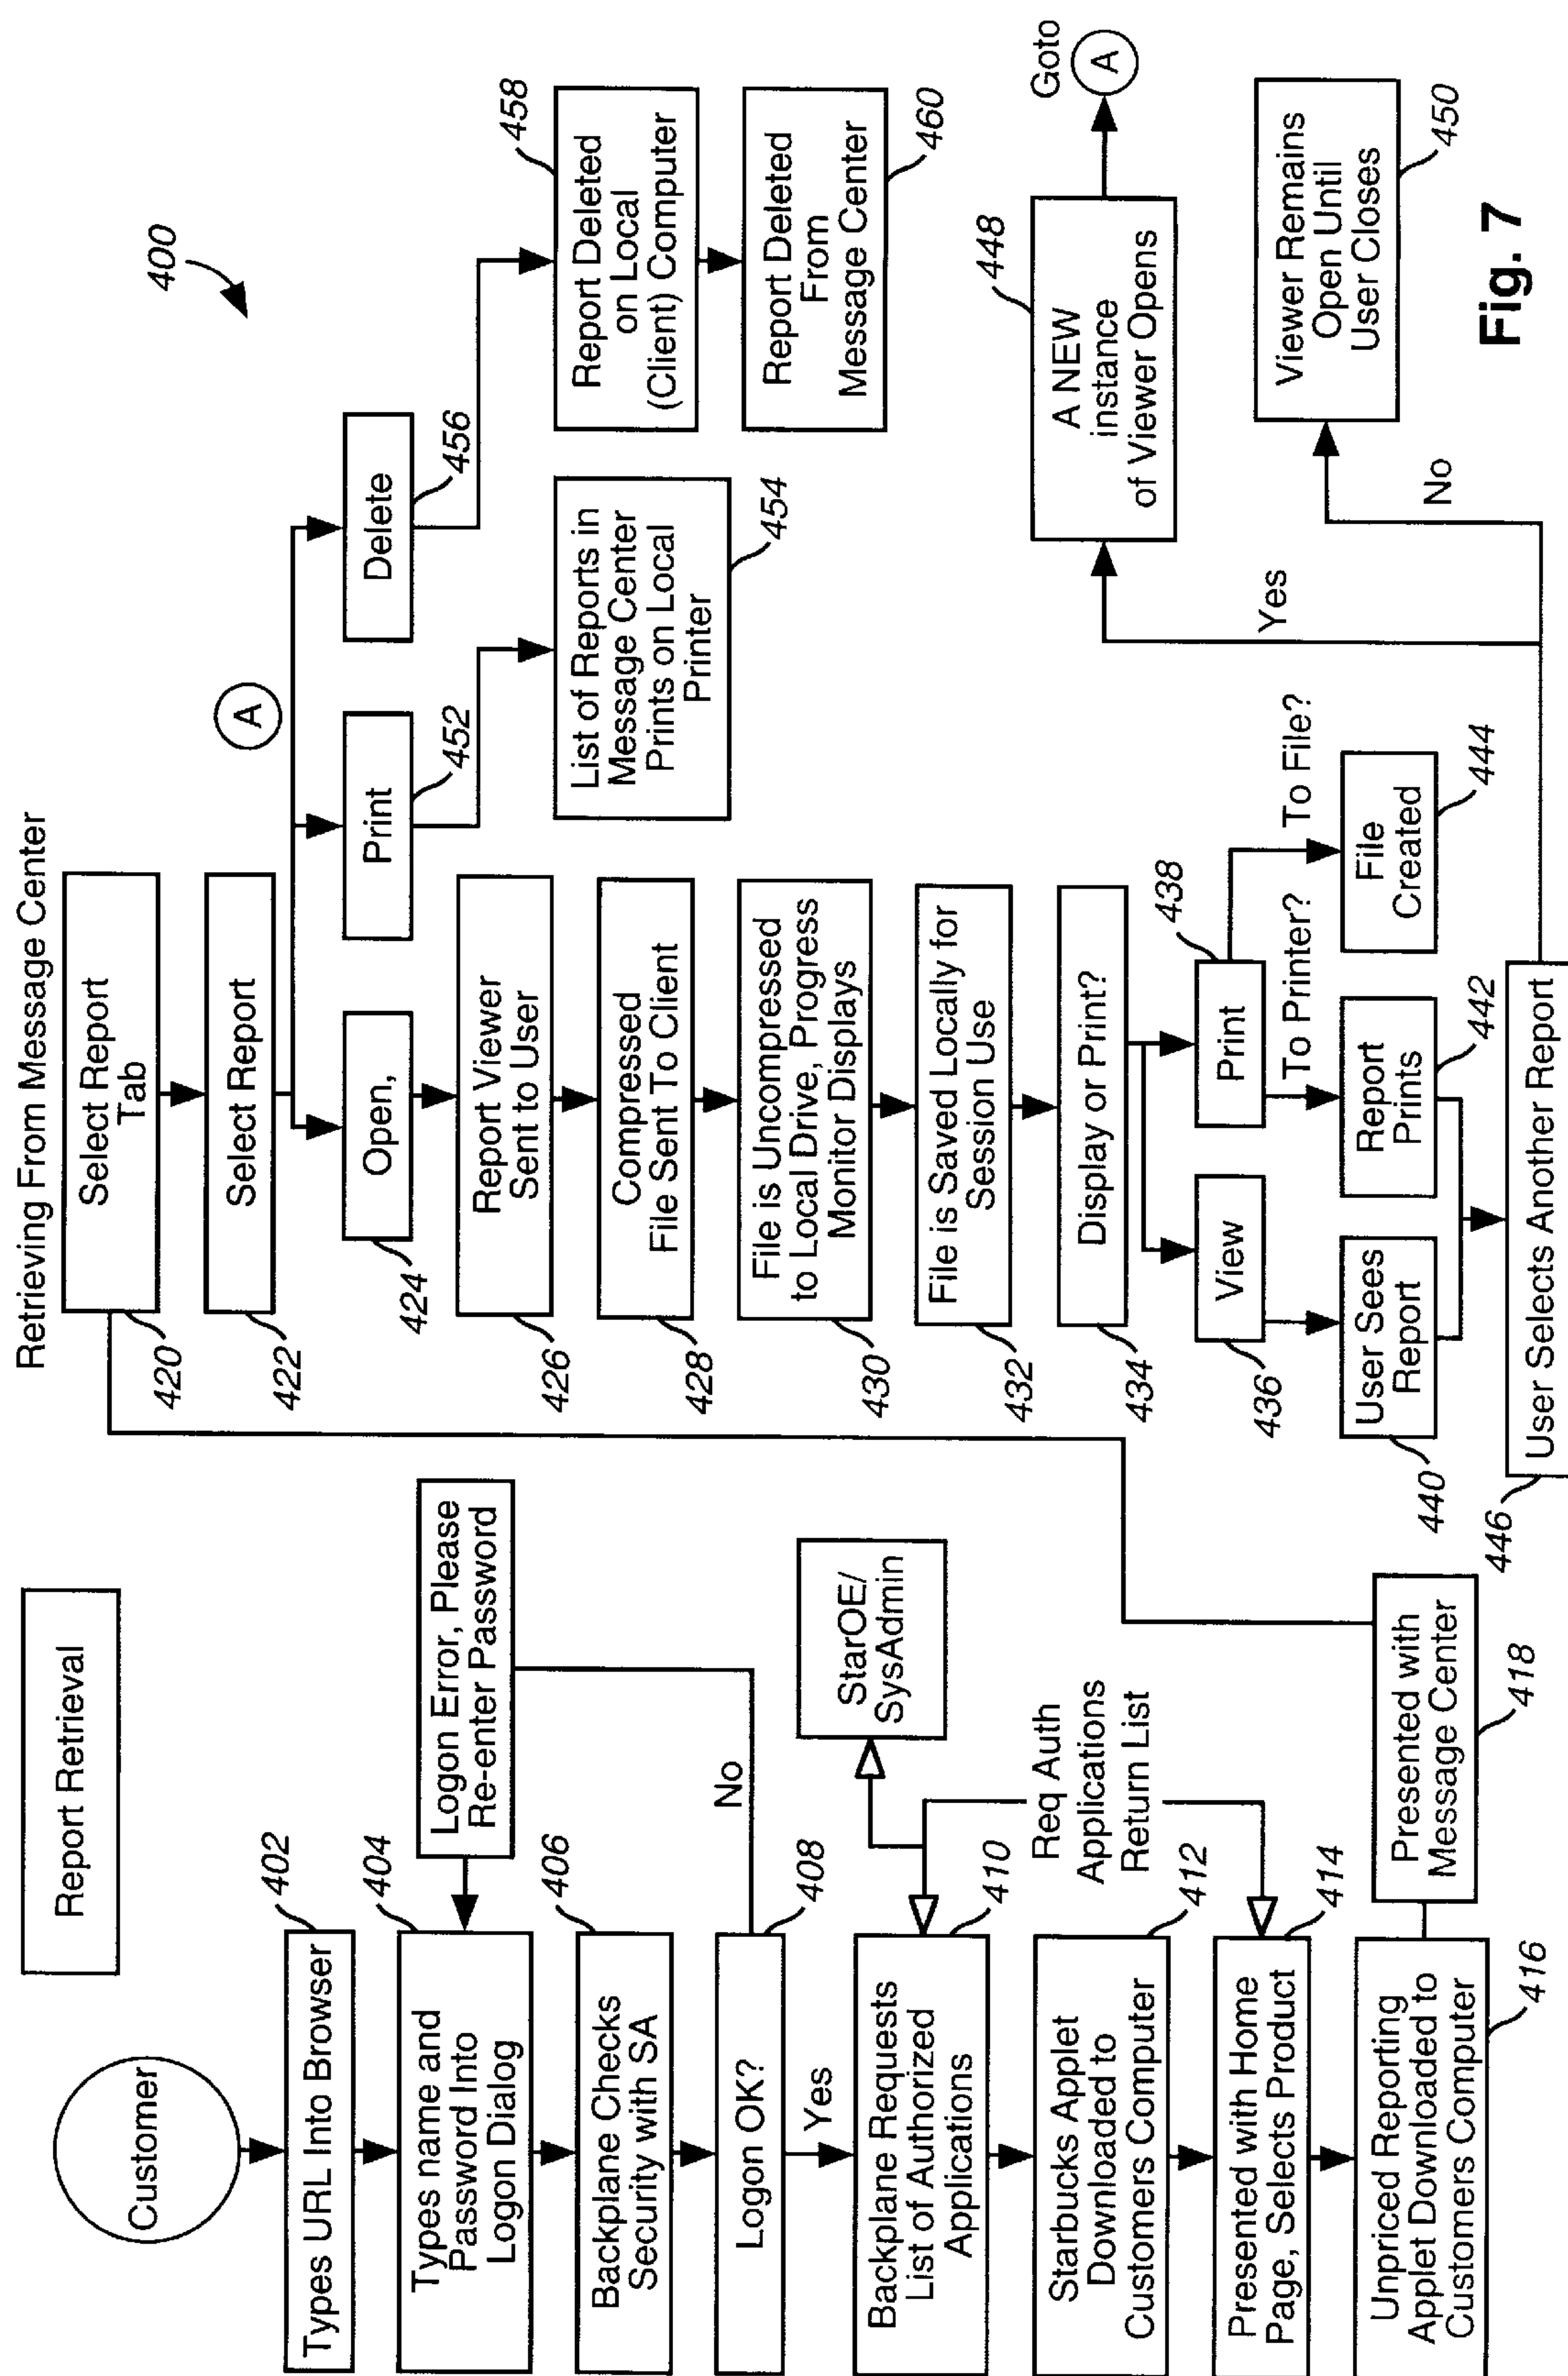 Report Retrieval
Customer
Types URL Into Browser
402
Types name and
Password Into
Logon Dialog
404
Logon Error, Please
Re-enter Password
Backplane Checks
Security with SA
406
Logon OK?
408
No
Yes
Backplane Requests
List of Authorized
Applications
410
StarOE/
SysAdmin
Req Auth
Applications
Return List
Starbucks Applet
Downloaded to
Customers Computer
412
Presented with Home
Page, Selects Product
414
Unpriced Reporting
Applet Downloaded to
Customers Computer
416
Presented with
Message Center
418
Retrieving From Message Center
Select Report
Tab
420
Select Report
422
A
400
Open,
424
Print
452
Delete
456
Report Viewer
Sent to User
426
Compressed
File Sent To Client
428
File is Uncompressed
to Local Drive, Progress
Monitor Displays
430
File is Saved Locally for
Session Use
432
Display or Print?
434
View
436
Print
438
To Printer?
To File?
User Sees
Report
440
Report
Prints
442
File
Created
444
User Selects Another Report
446
List of Reports in
Message Center
Prints on Local
Printer
454
Report Deleted
on Local
(Client) Computer
458
Report Deleted
From
Message Center
460
Yes
A NEW
instance
of Viewer Opens
448
Goto
A
No
Viewer Remains
Open Until
User Closes
450
Fig. 7